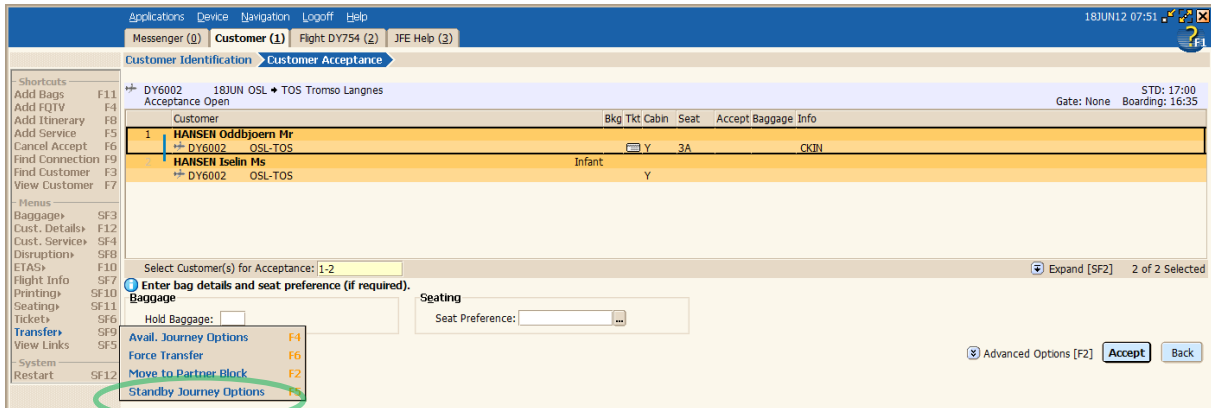 Applications Device Navigation Logoff Help 18JUN12 07:51
Messenger (0) Customer (1) Flight DY754 (2) JFE Help (3)
?F1
Customer Identification Customer Acceptance
Shortcuts
Add Bags F11
Add FQTV F4
Add Itinerary F8
Add Service F5
Cancel Accept F6
Find Connection F9
Find Customer F3
View Customer F7
Menus
Baggage SF3
Cust. Details F12
Cust. Service SF4
Disruption SF8
ETAS F10
Flight Info SF7
Printing SF10
Seating SF11
Ticket SF6
Transfer SF9
View Links SF5
System
Restart SF12
DY6002 18JUN OSL TOS Tromso Langnes STD: 17:00
Acceptance Open Gate: None Boarding: 16:35
Customer Bkg Tkt Cabin Seat Accept Baggage Info
1 HANSEN Oddbjoern Mr
DY6002 OSL-TOS Y 3A CKIN
2 HANSEN Iselin Ms Infant
DY6002 OSL-TOS Y
Select Customer(s) for Acceptance: 1-2 Expand [SF2] 2 of 2 Selected
Enter bag details and seat preference (if required).
Baggage Seating
Hold Baggage: Seat Preference: ...
Avail. Journey Options F4
Force Transfer F6
Move to Partner Block F2
Standby Journey Options F5
Advanced Options [F2] Accept Back